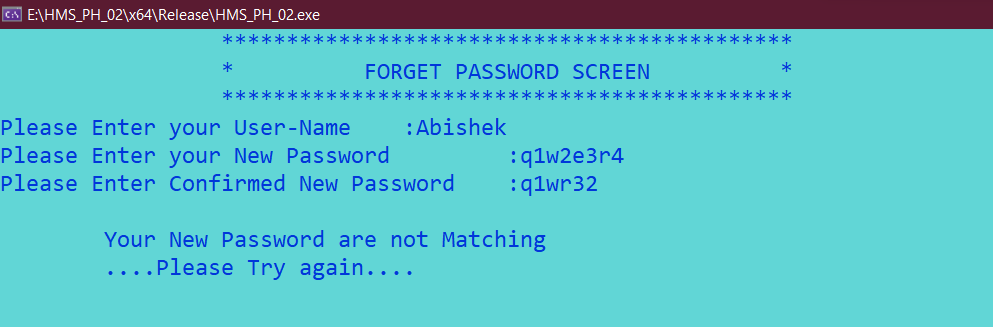 E:\HMS_PH_02\x64\Release\HMS_PH_02.exe
********************************************
* FORGET PASSWORD SCREEN *
********************************************
Please Enter your User-Name :Abishek
Please Enter your New Password :q1w2e3r4
Please Enter Confirmed New Password :q1wr32
Your New Password are not Matching
....Please Try again....